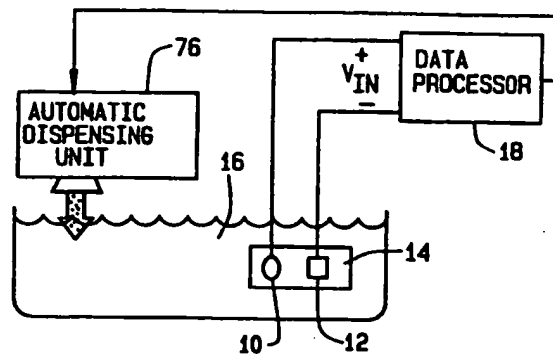 76
AUTOMATIC
DISPENSING
UNIT
16
+
VIN
−
DATA
PROCESSOR
18
14
10
12